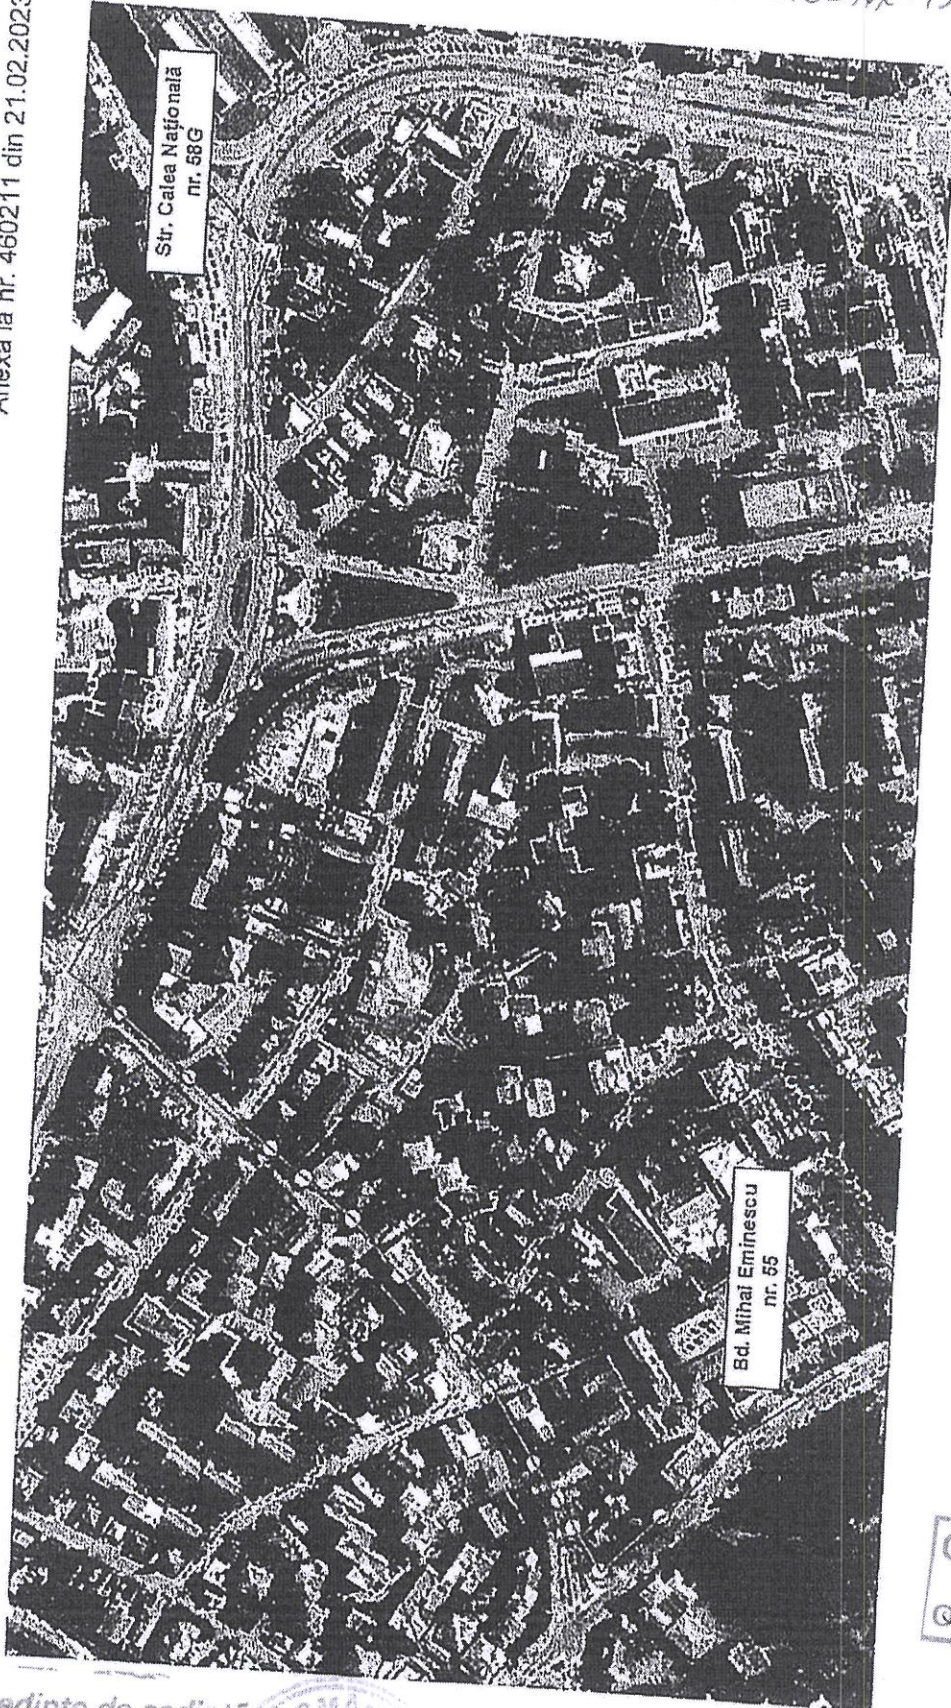 Anexa la nr. 460211 din 21.02.2023
Str. Calea Națională
nr. 58G
Bd. Mihai Eminescu
nr. 55